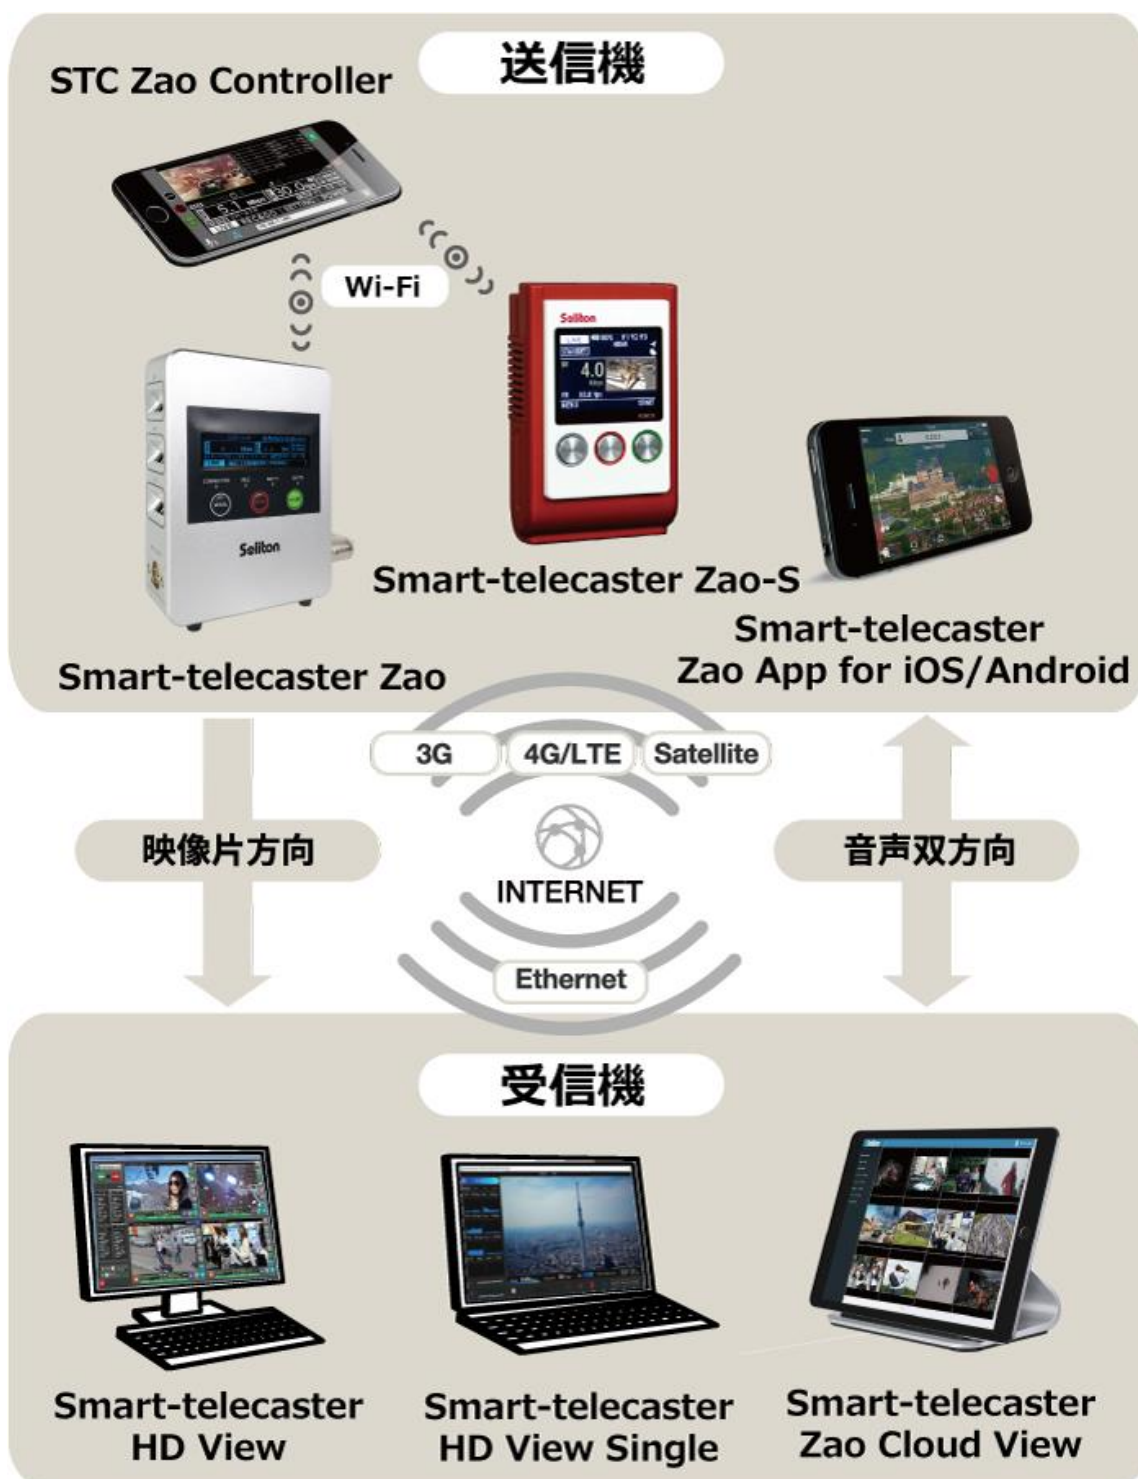 送信機
STC Zao Controller
Wi-Fi
Soliton
4.0
Soliton
Smart-telecaster Zao-S
Smart-telecaster
Zao App for iOS/Android
Smart-telecaster Zao
3G
4G/LTE
Satellite
映像片方向
INTERNET
音声双方向
Ethernet
受信機
Smart-telecaster
HD View
Smart-telecaster
HD View Single
Smart-telecaster
Zao Cloud View